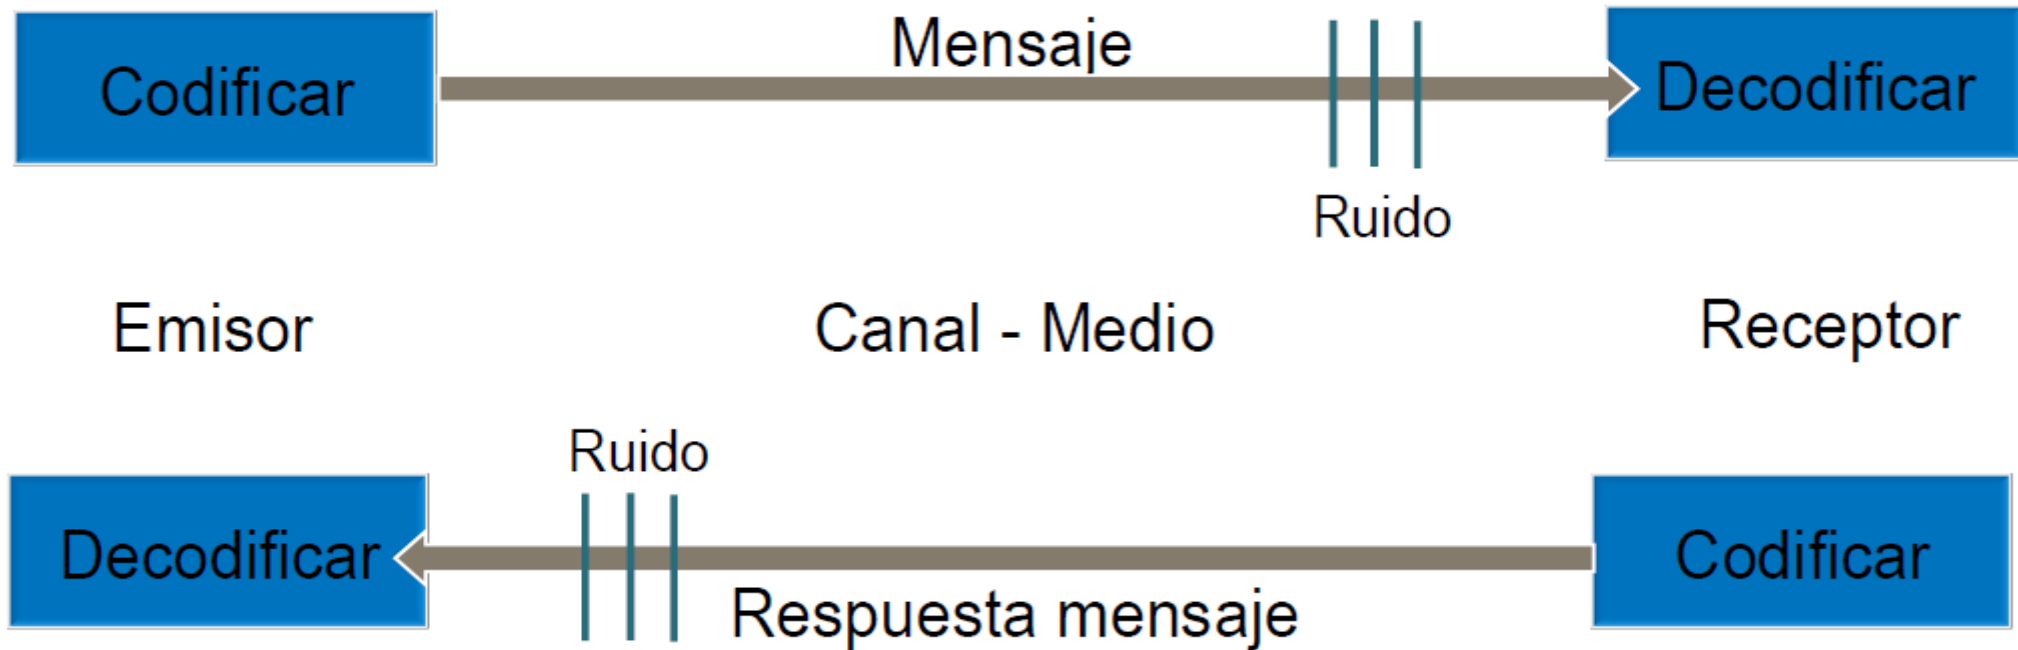 Mensaje
Codificar
Decodificar
Ruido
Emisor
Canal - Medio
Receptor
Ruido
Decodificar
Codificar
Respuesta mensaje